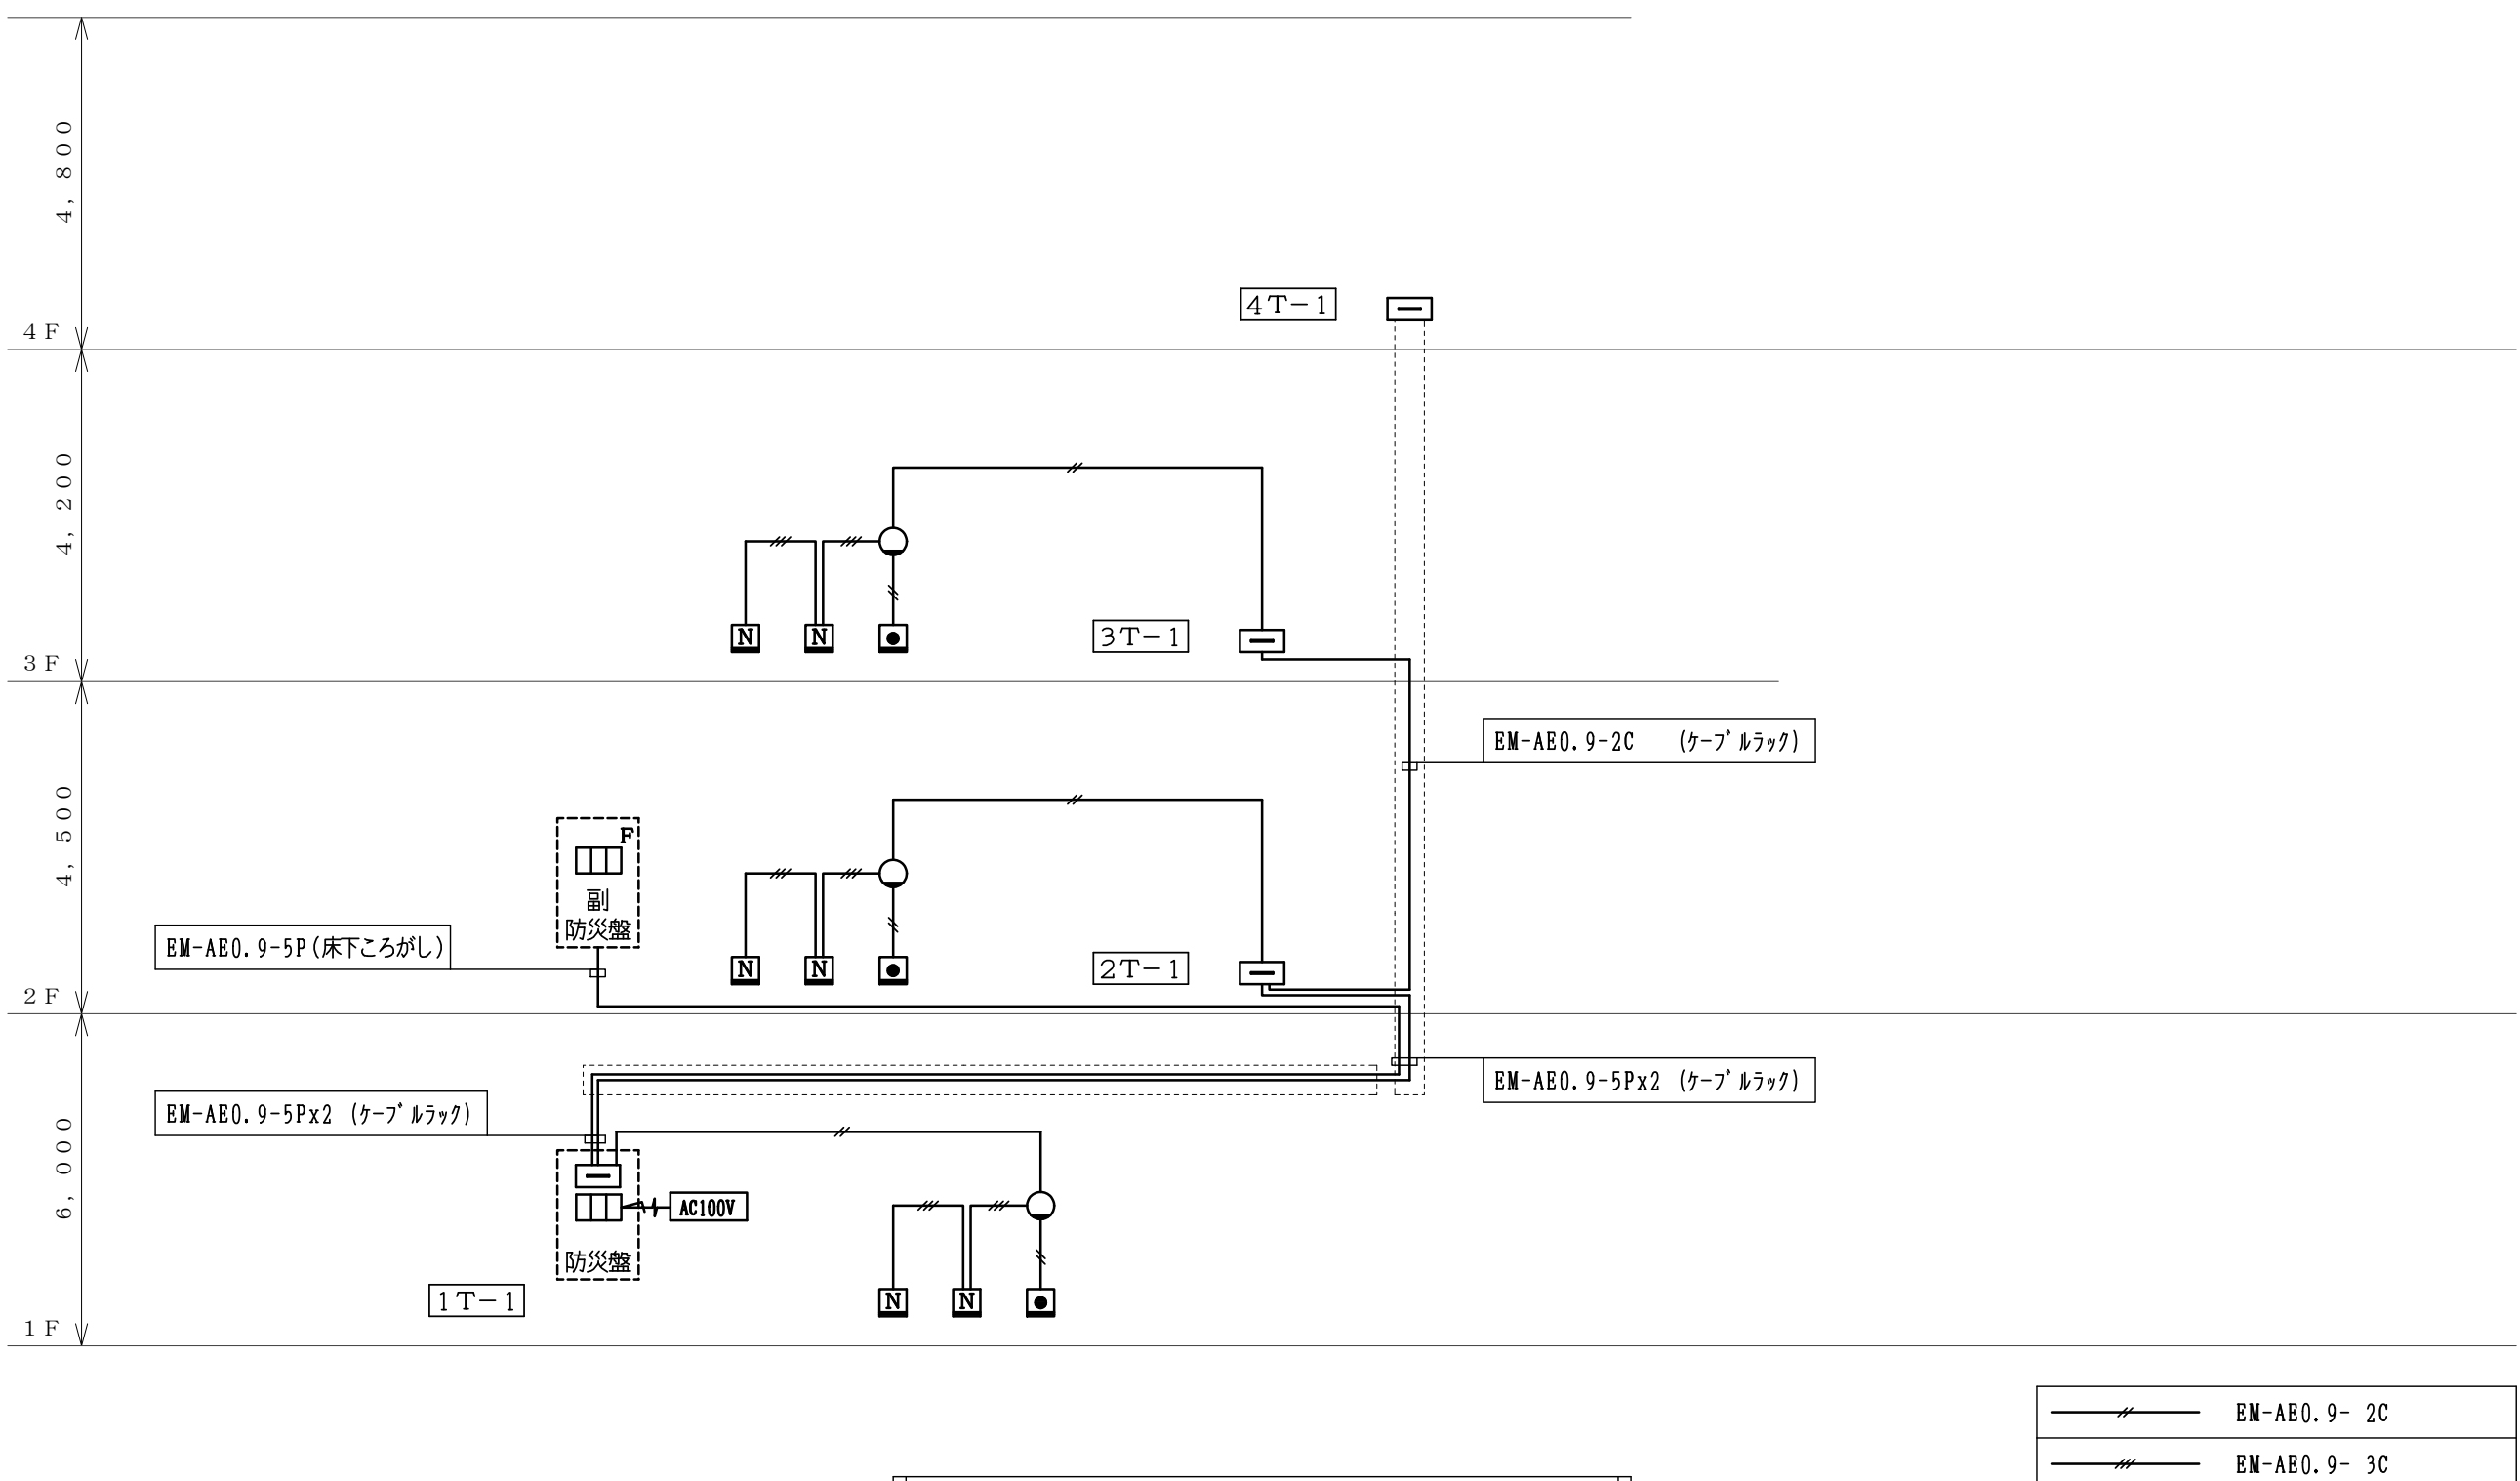 4,800
4T-1
4F
4,200
N
N
3T-1
3F
EM-AE0.9-2C (ケーブルラック)
4,500
F
副
防災盤
EM-AE0.9-5P(床下ころがし)
N
N
2T-1
2F
EM-AE0.9-5Px2 (ケーブルラック)
EM-AE0.9-5Px2 (ケーブルラック)
6,000
AC100V
防災盤
1T-1
N
N
1F
EM-AE0.9- 2C
EM-AE0.9- 3C